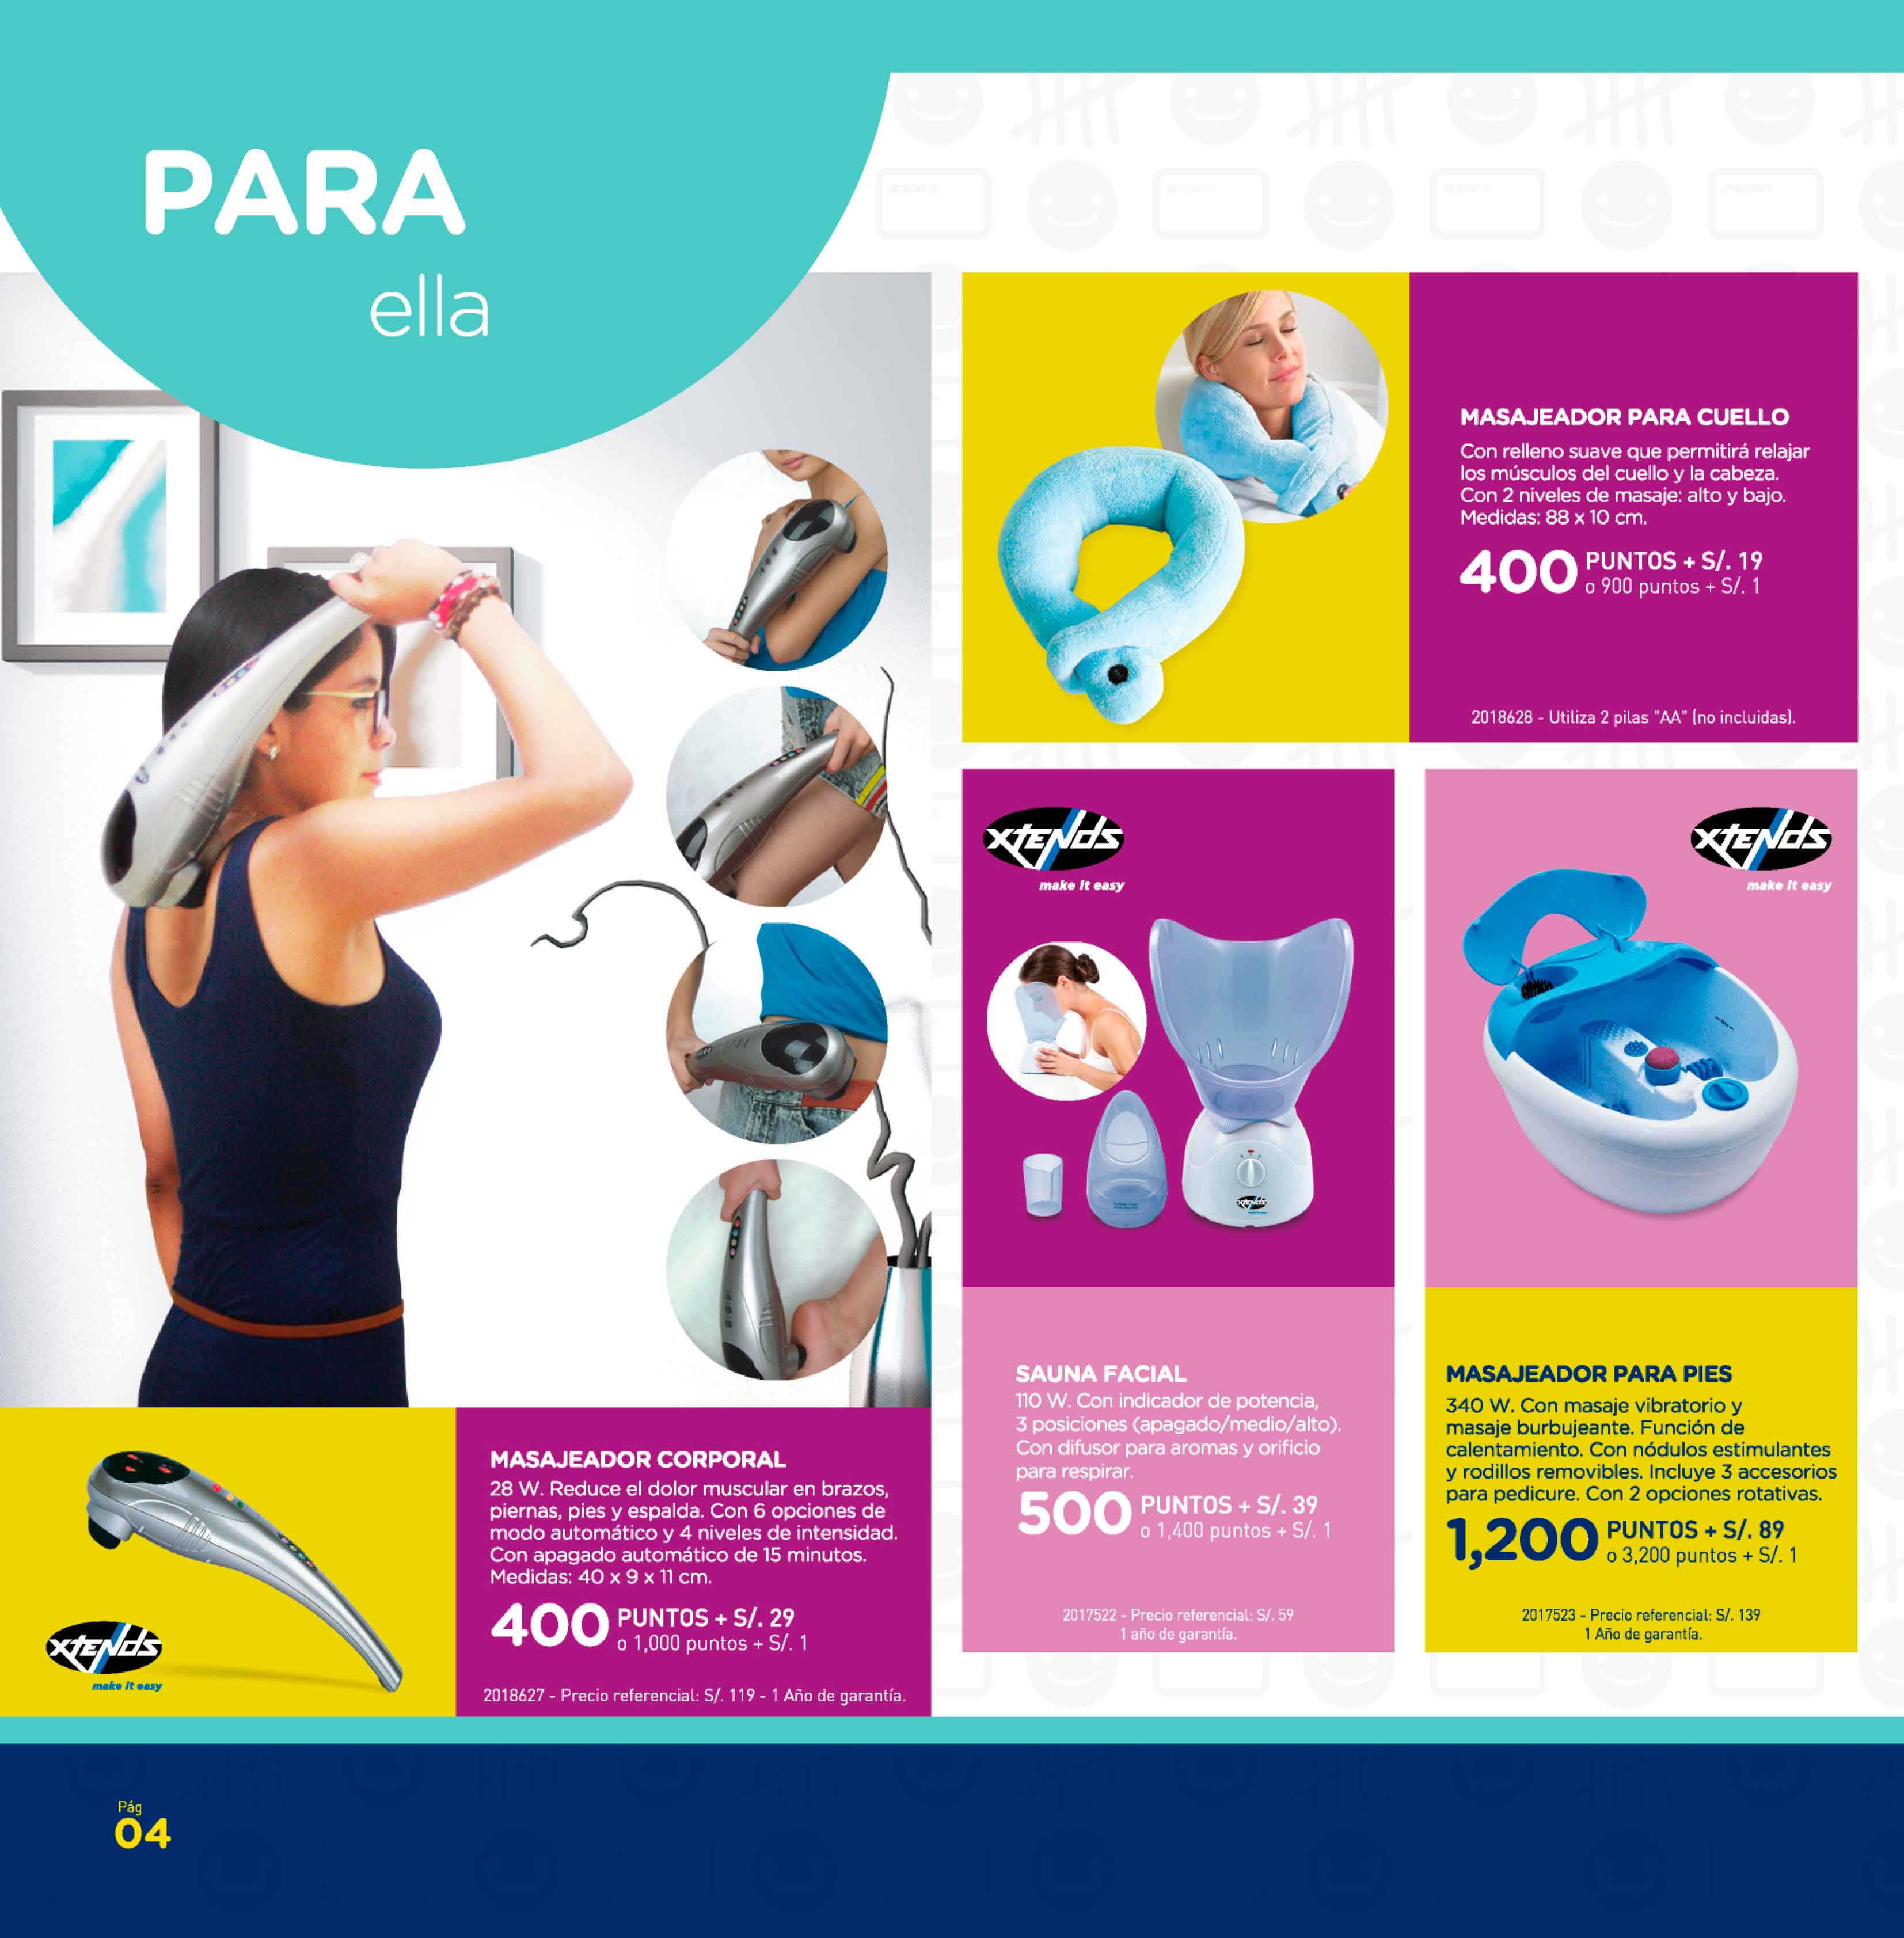 PARA
ella
MASAJEADOR PARA CUELLO
Con relleno suave que permitirá relajar
los músculos del cuello y la cabeza.
Con 2 niveles de masaje: alto y bajo.
Medidas: 88 x 10 cm.
400 PUNTOS + S/. 19
o 900 puntos + S/. 1
2018628 - Utiliza 2 pilas "AA" (no incluidas).
xtends
make it easy
xtends
make it easy
xtends
SAUNA FACIAL
110 W. Con indicador de potencia,
3 posiciones (apagado/medio/alto).
Con difusor para aromas y orificio
para respirar.
500 PUNTOS + S/. 39
o 1,400 puntos + S/. 1
2017522 - Precio referencial: S/. 59
1 año de garantía.
MASAJEADOR PARA PIES
340 W. Con masaje vibratorio y
masaje burbujeante. Función de
calentamiento. Con nódulos estimulantes
y rodillos removibles. Incluye 3 accesorios
para pedicure. Con 2 opciones rotativas.
1,200 PUNTOS + S/. 89
o 3,200 puntos + S/. 1
2017523 - Precio referencial: S/. 139
1 Año de garantía.
MASAJEADOR CORPORAL
28 W. Reduce el dolor muscular en brazos,
piernas, pies y espalda. Con 6 opciones de
modo automático y 4 niveles de intensidad.
Con apagado automático de 15 minutos.
Medidas: 40 x 9 x 11 cm.
400 PUNTOS + S/. 29
o 1,000 puntos + S/. 1
2018627 - Precio referencial: S/. 119 - 1 Año de garantía.
xtends
make it easy
Pág
04